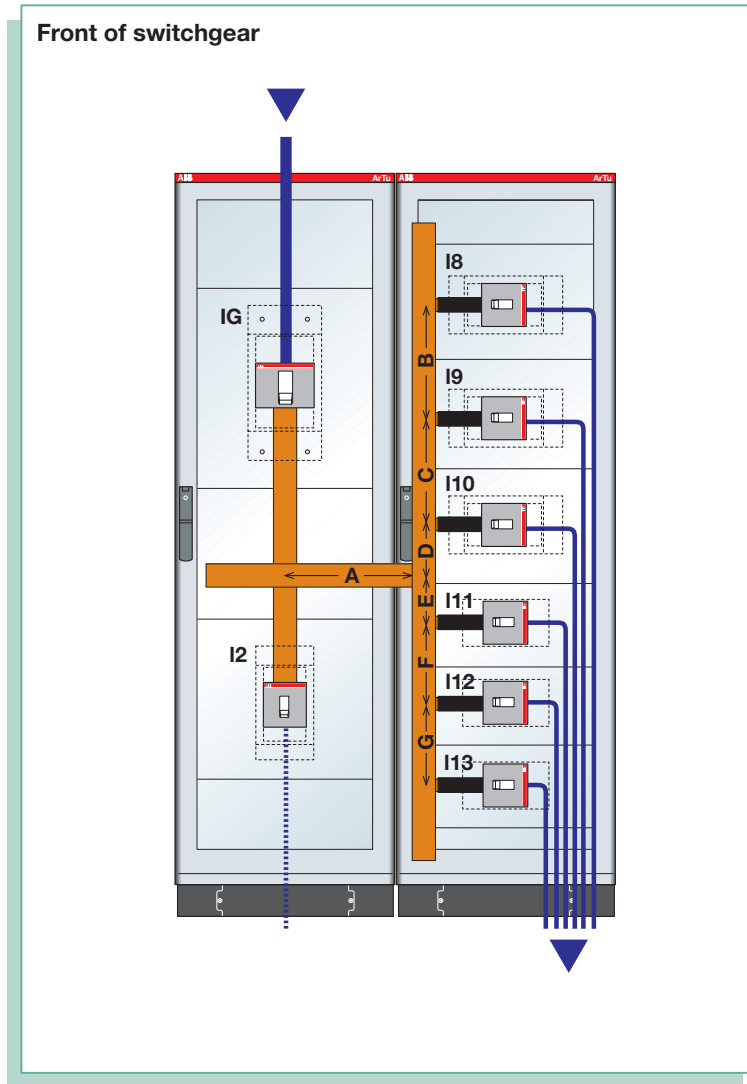 Front of switchgear
ABB ArTu
ABB ArTu
I8
IG
B
I9
C
I10
D
A
E
I11
F
I2
I12
G
I13